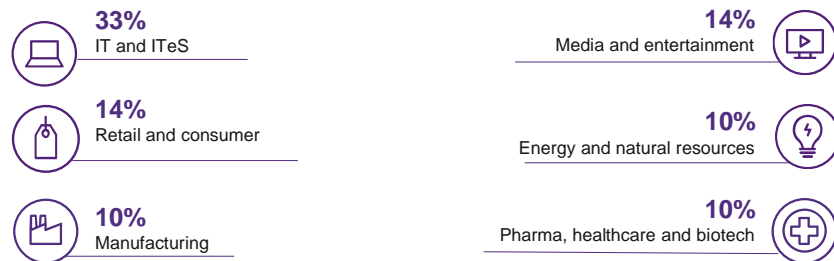 33%
IT and ITeS
14%
Media and entertainment
14%
Retail and consumer
10%
Energy and natural resources
10%
Manufacturing
10%
Pharma, healthcare and biotech